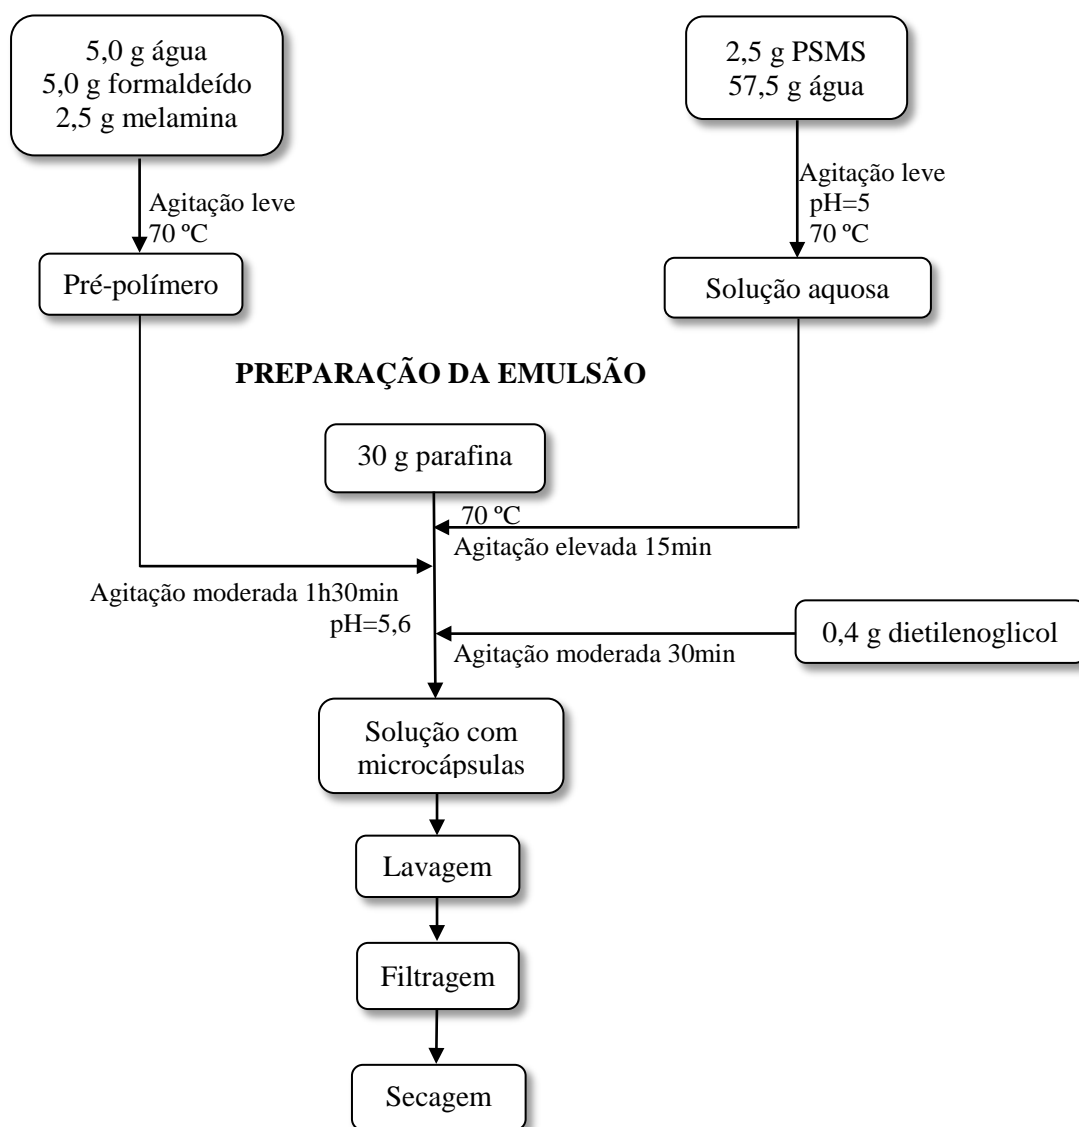 5,0 g água
5,0 g formaldeído
2,5 g melamina
2,5 g PSMS
57,5 g água
Agitação leve
70 ºC
Agitação leve
pH=5
70 ºC
Pré-polímero
Solução aquosa
PREPARAÇÃO DA EMULSÃO
30 g parafina
70 ºC
Agitação elevada 15min
Agitação moderada 1h30min
pH=5,6
0,4 g dietilenoglicol
Agitação moderada 30min
Solução com
microcápsulas
Lavagem
Filtragem
Secagem